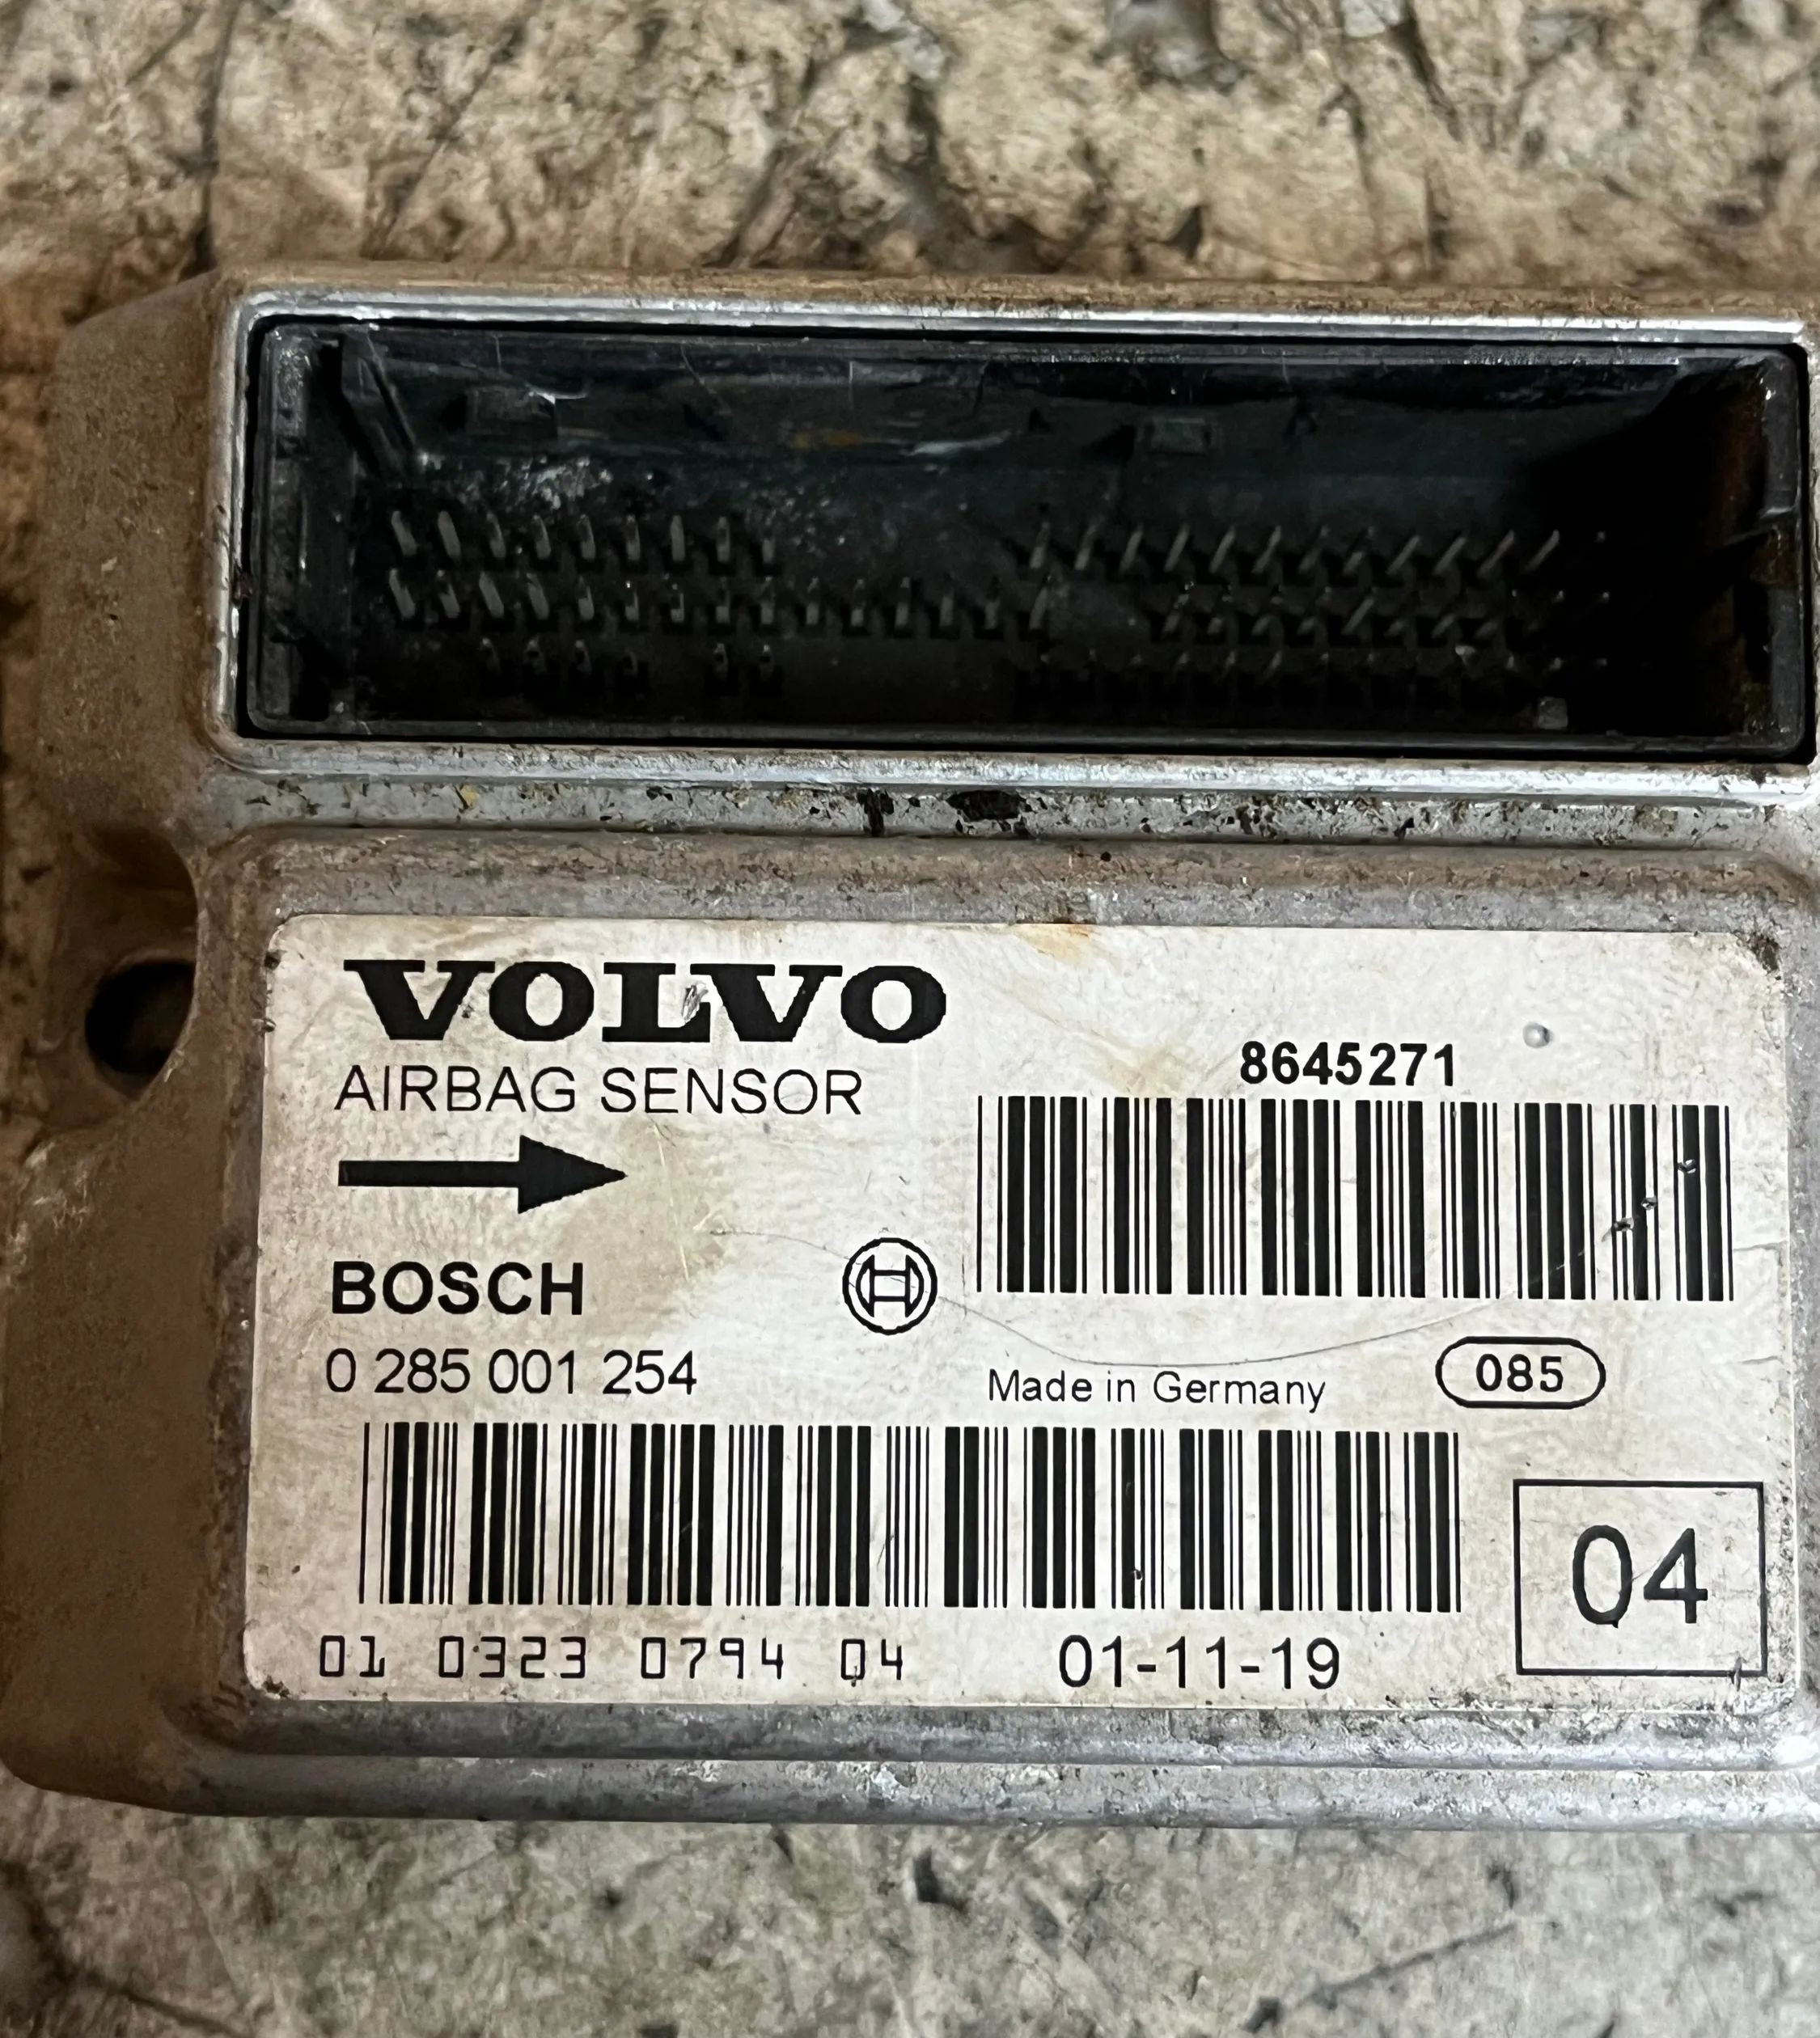 VOLVO
AIRBAG SENSOR
8645271
BOSCH
0 285 001 254
Made in Germany
085
04
01 0323 0794 04
01-11-19